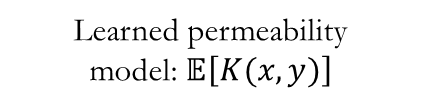 Learned permeability
model: 𝔼[𝐾(𝑥, 𝑦)]